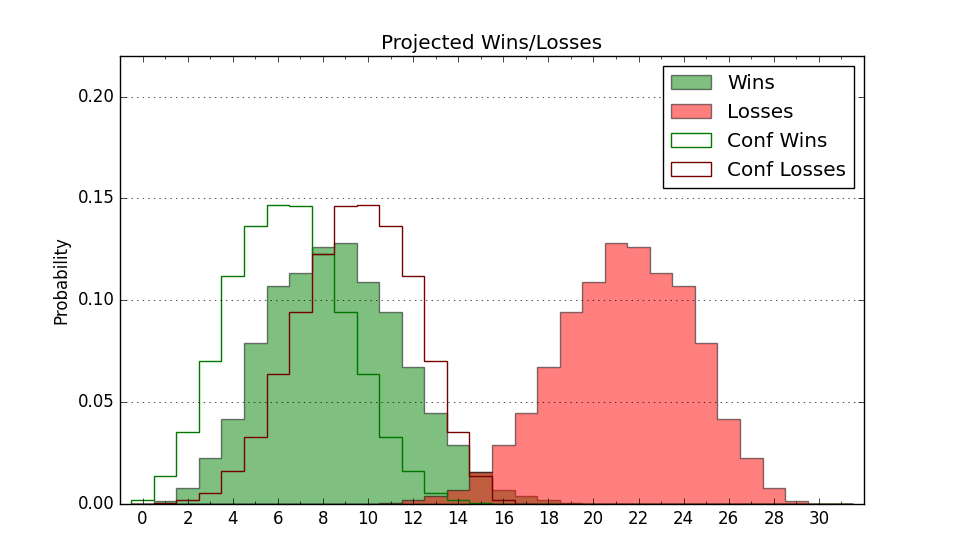 Projected Wins/Losses
Wins
Losses
Conf Wins
Conf Losses
Probability
0.20
0.15
0.10
0.05
0.00
0 2 4 6 8 10 12 14 16 18 20 22 24 26 28 30